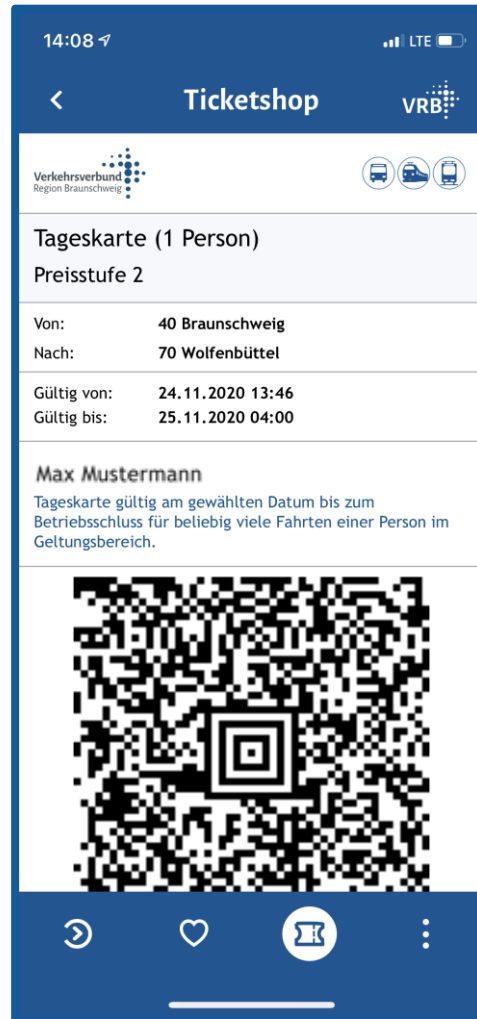 14:08 LTE
Ticketshop VRB
Verkehrsverbund
Region Braunschweig
Tageskarte (1 Person)
Preisstufe 2
Von: 40 Braunschweig
Nach: 70 Wolfenbüttel
Gültig von: 24.11.2020 13:46
Gültig bis: 25.11.2020 04:00
Max Mustermann
Tageskarte gültig am gewählten Datum bis zum
Betriebsschluss für beliebig viele Fahrten einer Person im
Geltungsbereich.